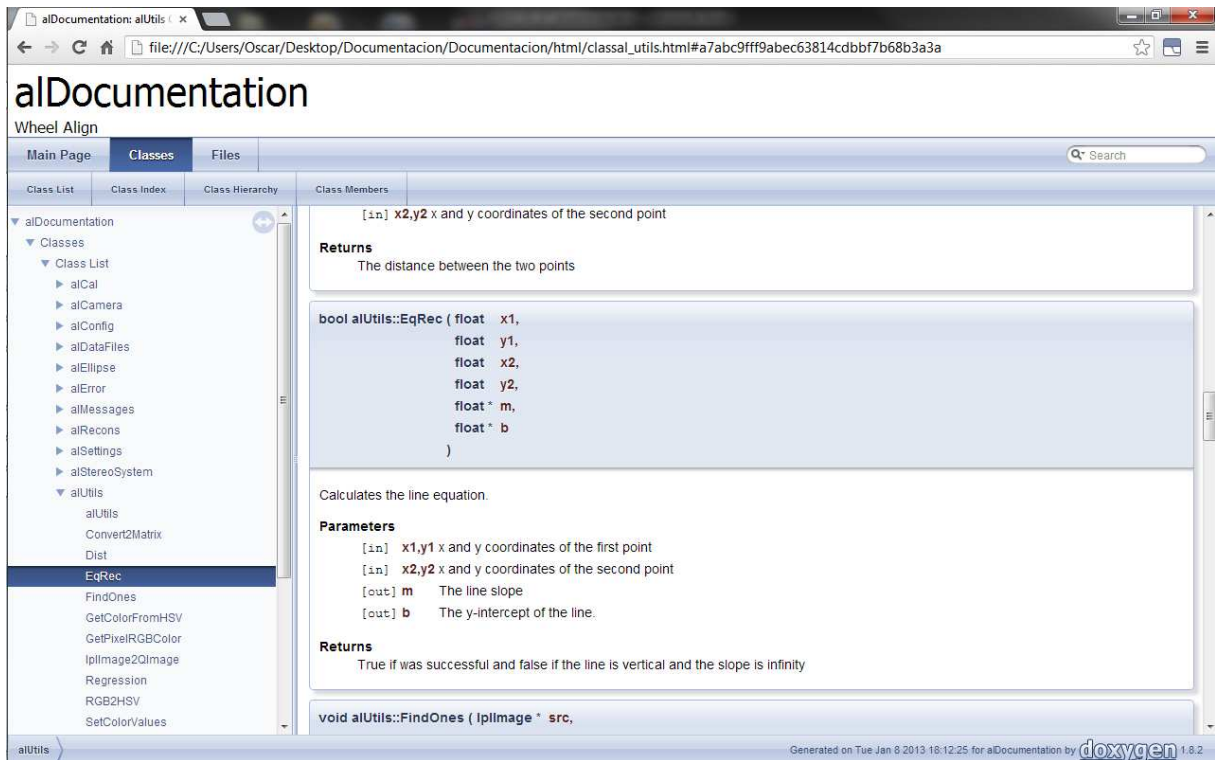 alDocumentation: alUtils
file:///C:/Users/Oscar/Desktop/Documentacion/Documentacion/html/classal_utils.html#a7abc9fff9abec63814cdbbf7b68b3a3a
alDocumentation
Wheel Align
Main Page
Classes
Files
Search
Class List
Class Index
Class Hierarchy
Class Members
alDocumentation
Classes
Class List
alCal
alCamera
alConfig
alDataFiles
alEllipse
alError
alMessages
alRecons
alSettings
alStereoSystem
alUtils
alUtils
Convert2Matrix
Dist
EqRec
FindOnes
GetColorFromHSV
GetPixelRGBColor
IplImage2QImage
Regression
RGB2HSV
SetColorValues
[in] x2,y2 x and y coordinates of the second point
Returns
The distance between the two points
bool alUtils::EqRec ( float x1,
float y1,
float x2,
float y2,
float * m,
float * b
)
Calculates the line equation.
Parameters
[in] x1,y1 x and y coordinates of the first point
[in] x2,y2 x and y coordinates of the second point
[out] m The line slope
[out] b The y-intercept of the line.
Returns
True if was successful and false if the line is vertical and the slope is infinity
void alUtils::FindOnes ( IplImage * src,
alUtils
Generated on Tue Jan 8 2013 18:12:25 for alDocumentation by doxygen 1.8.2